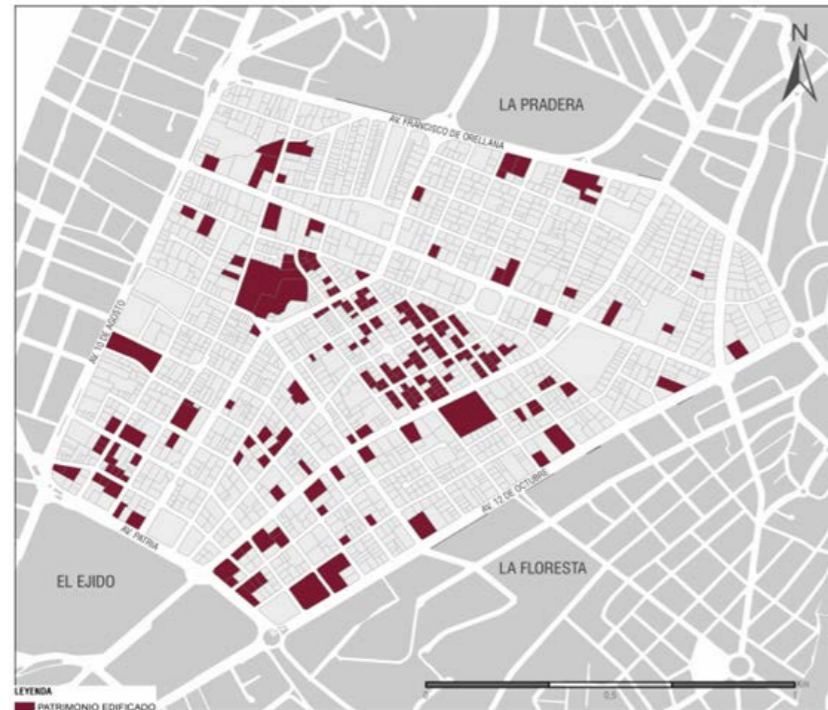 N
LA PRADERA
AV. FRANCISCO DE ORELLANA
AV. 10 DE AGOSTO
AV. 12 DE OCTUBRE
AV. PATRIA
EL EJIDO
LA FLORESTA
LEYENDA
PATRIMONIO EDIFICADO
0 0,5 1 Km